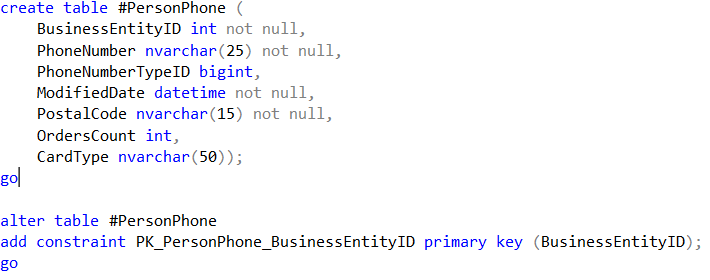 create table #PersonPhone (
    BusinessEntityID int not null,
    PhoneNumber nvarchar(25) not null,
    PhoneNumberTypeID bigint,
    ModifiedDate datetime not null,
    PostalCode nvarchar(15) not null,
    OrdersCount int,
    CardType nvarchar(50));
go

alter table #PersonPhone
add constraint PK_PersonPhone_BusinessEntityID primary key (BusinessEntityID);
go